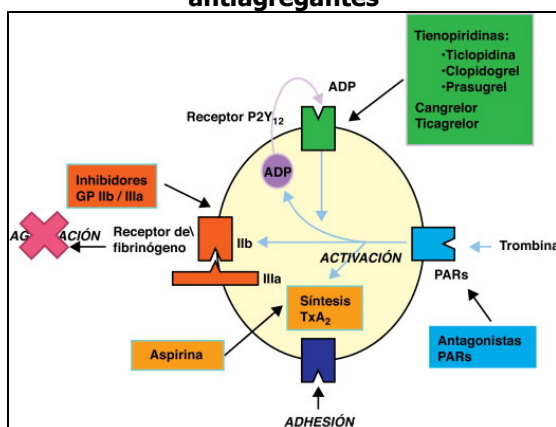 antiagregantes
Tienopiridinas:
•Ticlopidina
•Clopidogrel
•Prasugrel
Cangrelor
Ticagrelor
ADP
Receptor P2Y12
ADP
Inhibidores
GP IIb / IIIa
Receptor de\
fibrinógeno
IIb
IIIa
ACTIVACIÓN
Trombina
PARs
Síntesis
TxA2
Aspirina
Antagonistas
PARs
ADHESIÓN